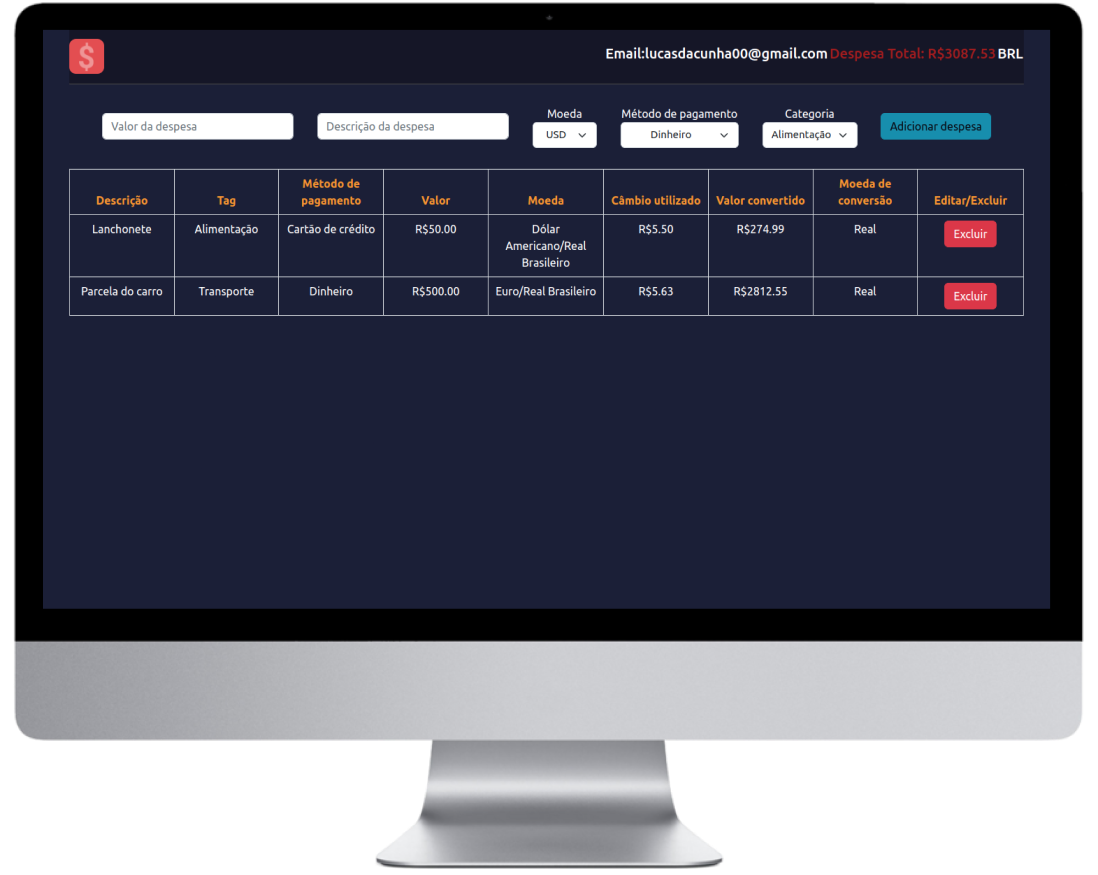 $
Email:lucasdacunha00@gmail.com Despesa Total: R$3087.53 BRL
Moeda Método de pagamento Categoria
Valor da despesa Descrição da despesa USD Dinheiro Alimentação Adicionar despesa
Descrição Tag Método de pagamento Valor Moeda Câmbio utilizado Valor convertido Moeda de conversão Editar/Excluir
Lanchonete Alimentação Cartão de crédito R$50.00 Dólar Americano/Real Brasileiro R$5.50 R$274.99 Real Excluir
Parcela do carro Transporte Dinheiro R$500.00 Euro/Real Brasileiro R$5.63 R$2812.55 Real Excluir